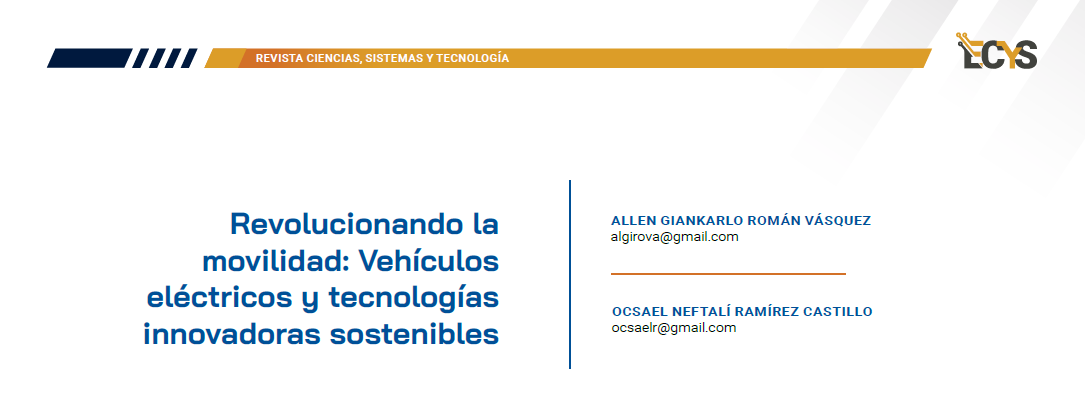 REVISTA CIENCIAS, SISTEMAS Y TECNOLOGÍA
ECYS
Revolucionando la
movilidad: Vehículos
eléctricos y tecnologías
innovadoras sostenibles
ALLEN GIANKARLO ROMÁN VÁSQUEZ
algirova@gmail.com
OCSAEL NEFTALÍ RAMÍREZ CASTILLO
ocsaelr@gmail.com